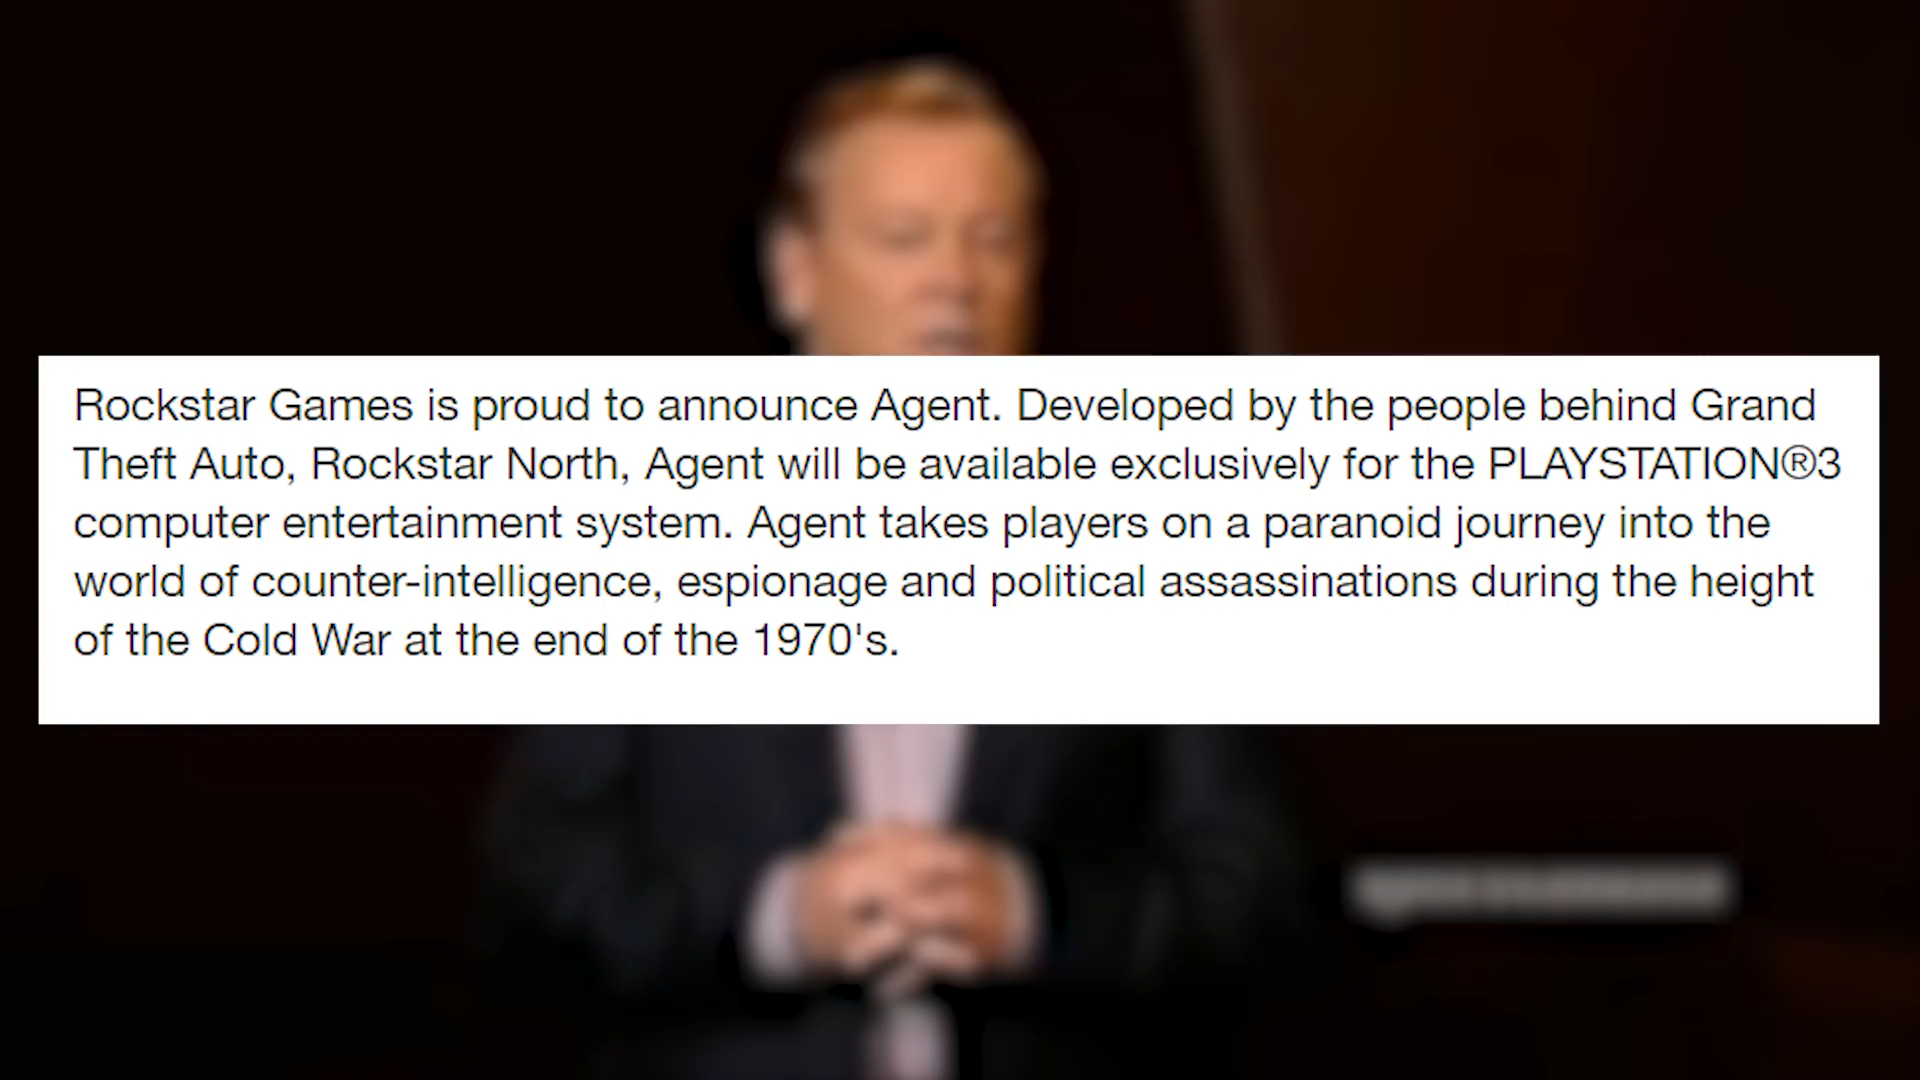 Rockstar Games is proud to announce Agent. Developed by the people behind Grand
Theft Auto, Rockstar North, Agent will be available exclusively for the PLAYSTATION®3
computer entertainment system. Agent takes players on a paranoid journey into the
world of counter-intelligence, espionage and political assassinations during the height
of the Cold War at the end of the 1970's.